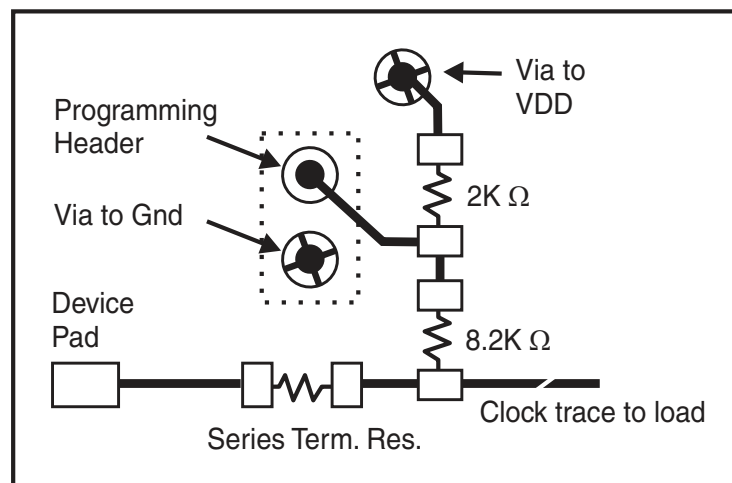 Via to
VDD
Programming
Header
2K Ω
Via to Gnd
Device
Pad
8.2K Ω
Clock trace to load
Series Term. Res.